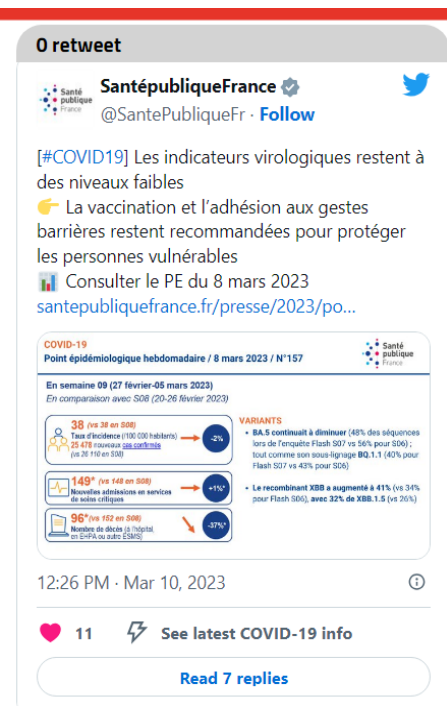 0 retweet
Santé
publique
France
SantépubliqueFrance
@SantePubliqueFr · Follow
[#COVID19] Les indicateurs virologiques restent à
des niveaux faibles
👉 La vaccination et l'adhésion aux gestes
barrières restent recommandées pour protéger
les personnes vulnérables
📊 Consulter le PE du 8 mars 2023
santepubliquefrance.fr/presse/2023/po...
COVID-19
Point épidémiologique hebdomadaire / 8 mars 2023 / N°157
Santé
publique
France
En semaine 09 (27 février-05 mars 2023)
En comparaison avec S08 (20-26 février 2023)
38 (vs 38 en S08)
Taux d'incidence (/100 000 habitants)
25 478 nouveaux cas confirmés
(vs 26 110 en S08)
-2%
149* (vs 148 en S08)
Nouvelles admissions en services
de soins critiques
+1%*
96* (vs 152 en S08)
Nombre de décès (à l'hôpital,
en EHPA ou autre ESMS)
-37%*
VARIANTS
• BA.5 continuait à diminuer (48% des séquences
lors de l'enquête Flash S07 vs 56% pour S06) ;
tout comme son sous-lignage BQ.1.1 (40% pour
Flash S07 vs 43% pour S06)
• Le recombinant XBB a augmenté à 41% (vs 34%
pour Flash S06), avec 32% de XBB.1.5 (vs 26%)
12:26 PM · Mar 10, 2023
11
See latest COVID-19 info
Read 7 replies